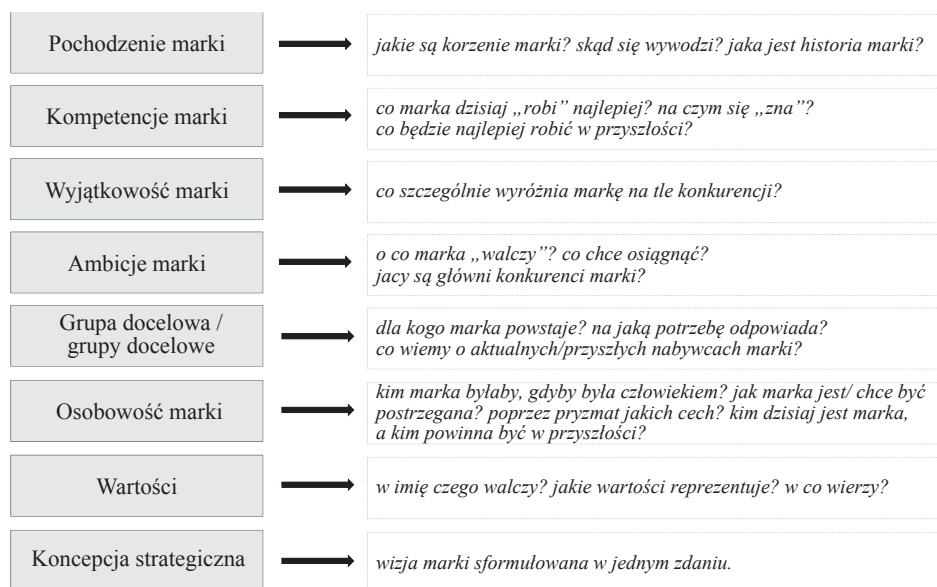 Pochodzenie marki
jakie są korzenie marki? skąd się wywodzi? jaka jest historia marki?
Kompetencje marki
co marka dzisiaj „robi” najlepiej? na czym się „zna”?
co będzie najlepiej robić w przyszłości?
Wyjątkowość marki
co szczególnie wyróżnia markę na tle konkurencji?
Ambicje marki
o co marka „walczy”? co chce osiągnąć?
jacy są główni konkurenci marki?
Grupa docelowa /
grupy docelowe
dla kogo marka powstaje? na jaką potrzebę odpowiada?
co wiemy o aktualnych/przyszłych nabywcach marki?
Osobowość marki
kim marka byłaby, gdyby była człowiekiem? jak marka jest/ chce być
postrzegana? poprzez pryzmat jakich cech? kim dzisiaj jest marka,
a kim powinna być w przyszłości?
Wartości
w imię czego walczy? jakie wartości reprezentuje? w co wierzy?
Koncepcja strategiczna
wizja marki sformułowana w jednym zdaniu.